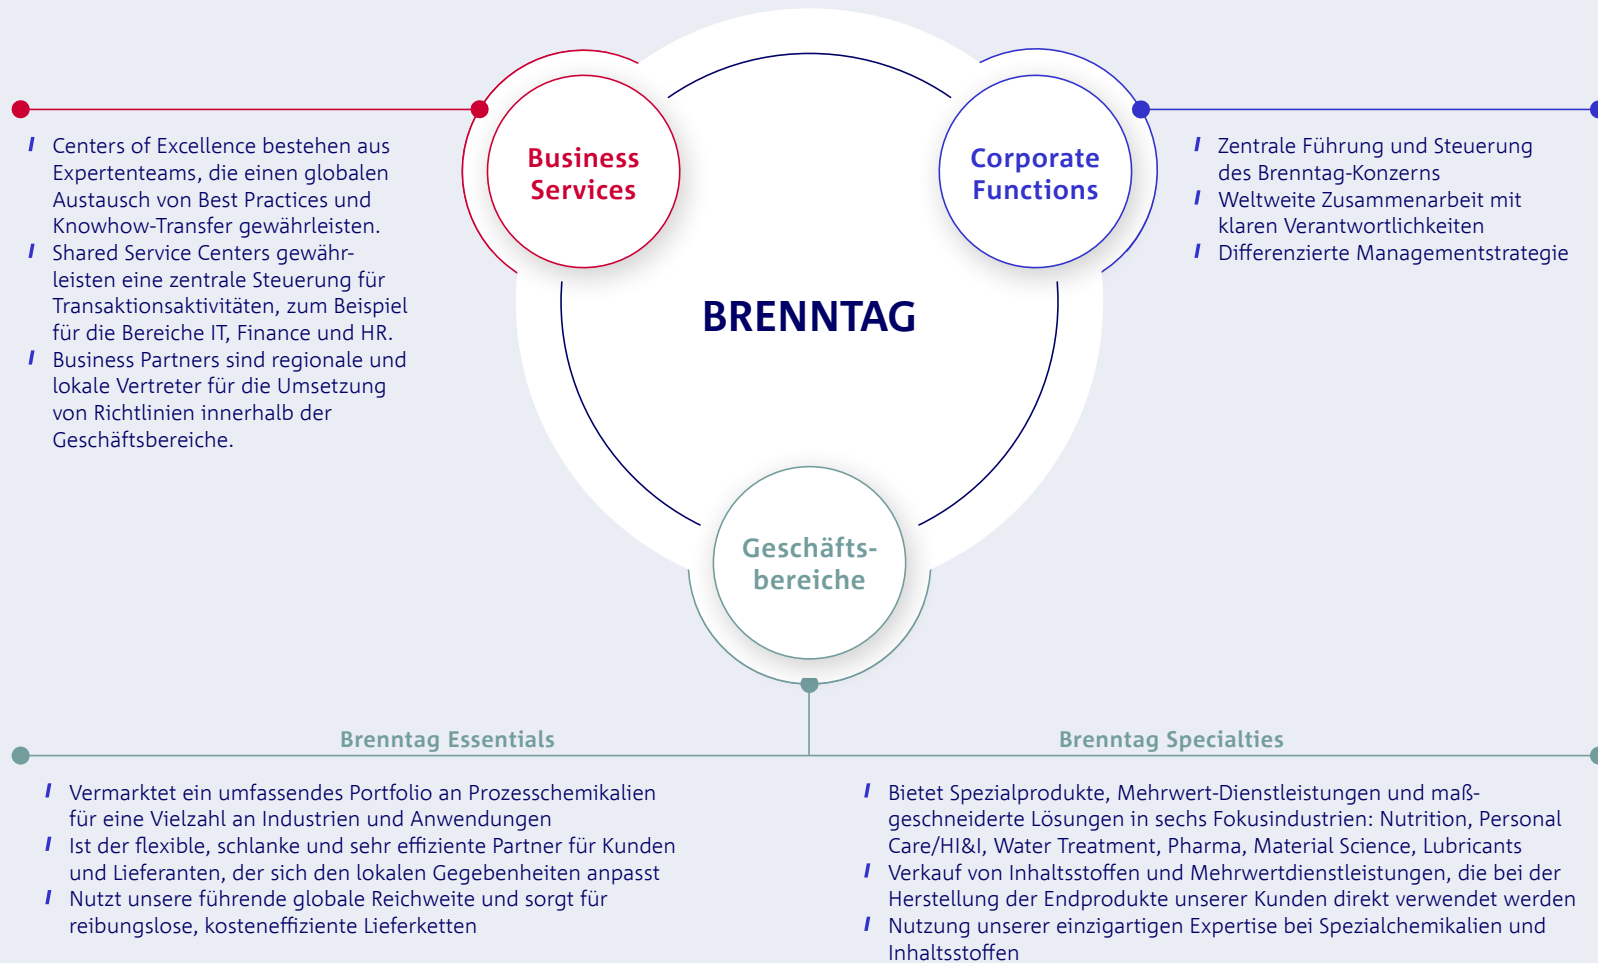 Business
Services
Centers of Excellence bestehen aus
Expertenteams, die einen globalen
Austausch von Best Practices und
Knowhow-Transfer gewährleisten.
Shared Service Centers gewähr-
leisten eine zentrale Steuerung für
Transaktionsaktivitäten, zum Beispiel
für die Bereiche IT, Finance und HR.
Business Partners sind regionale und
lokale Vertreter für die Umsetzung
von Richtlinien innerhalb der
Geschäftsbereiche.
Corporate
Functions
Zentrale Führung und Steuerung
des Brenntag-Konzerns
Weltweite Zusammenarbeit mit
klaren Verantwortlichkeiten
Differenzierte Managementstrategie
BRENNTAG
Geschäfts-
bereiche
Brenntag Essentials
Vermarktet ein umfassendes Portfolio an Prozesschemikalien
für eine Vielzahl an Industrien und Anwendungen
Ist der flexible, schlanke und sehr effiziente Partner für Kunden
und Lieferanten, der sich den lokalen Gegebenheiten anpasst
Nutzt unsere führende globale Reichweite und sorgt für
reibungslose, kosteneffiziente Lieferketten
Brenntag Specialties
Bietet Spezialprodukte, Mehrwert-Dienstleistungen und maß-
geschneiderte Lösungen in sechs Fokusindustrien: Nutrition, Personal
Care/HI&I, Water Treatment, Pharma, Material Science, Lubricants
Verkauf von Inhaltsstoffen und Mehrwertdienstleistungen, die bei der
Herstellung der Endprodukte unserer Kunden direkt verwendet werden
Nutzung unserer einzigartigen Expertise bei Spezialchemikalien und
Inhaltsstoffen